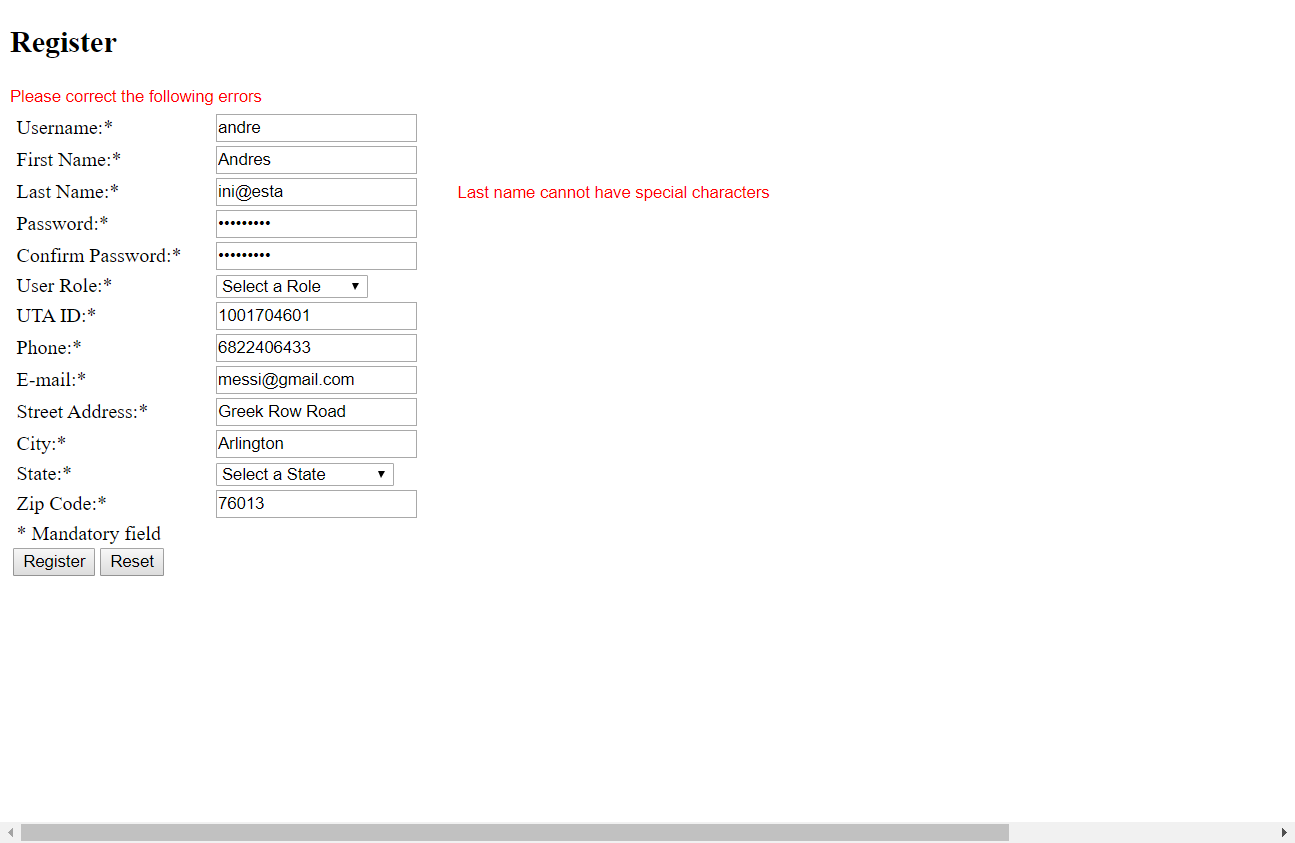 Register
Please correct the following errors
Username:* andre
First Name:* Andres
Last Name:* ini@esta Last name cannot have special characters
Password:* •••••••••
Confirm Password:* •••••••••
User Role:* Select a Role
UTA ID:* 1001704601
Phone:* 6822406433
E-mail:* messi@gmail.com
Street Address:* Greek Row Road
City:* Arlington
State:* Select a State
Zip Code:* 76013
* Mandatory field
Register Reset